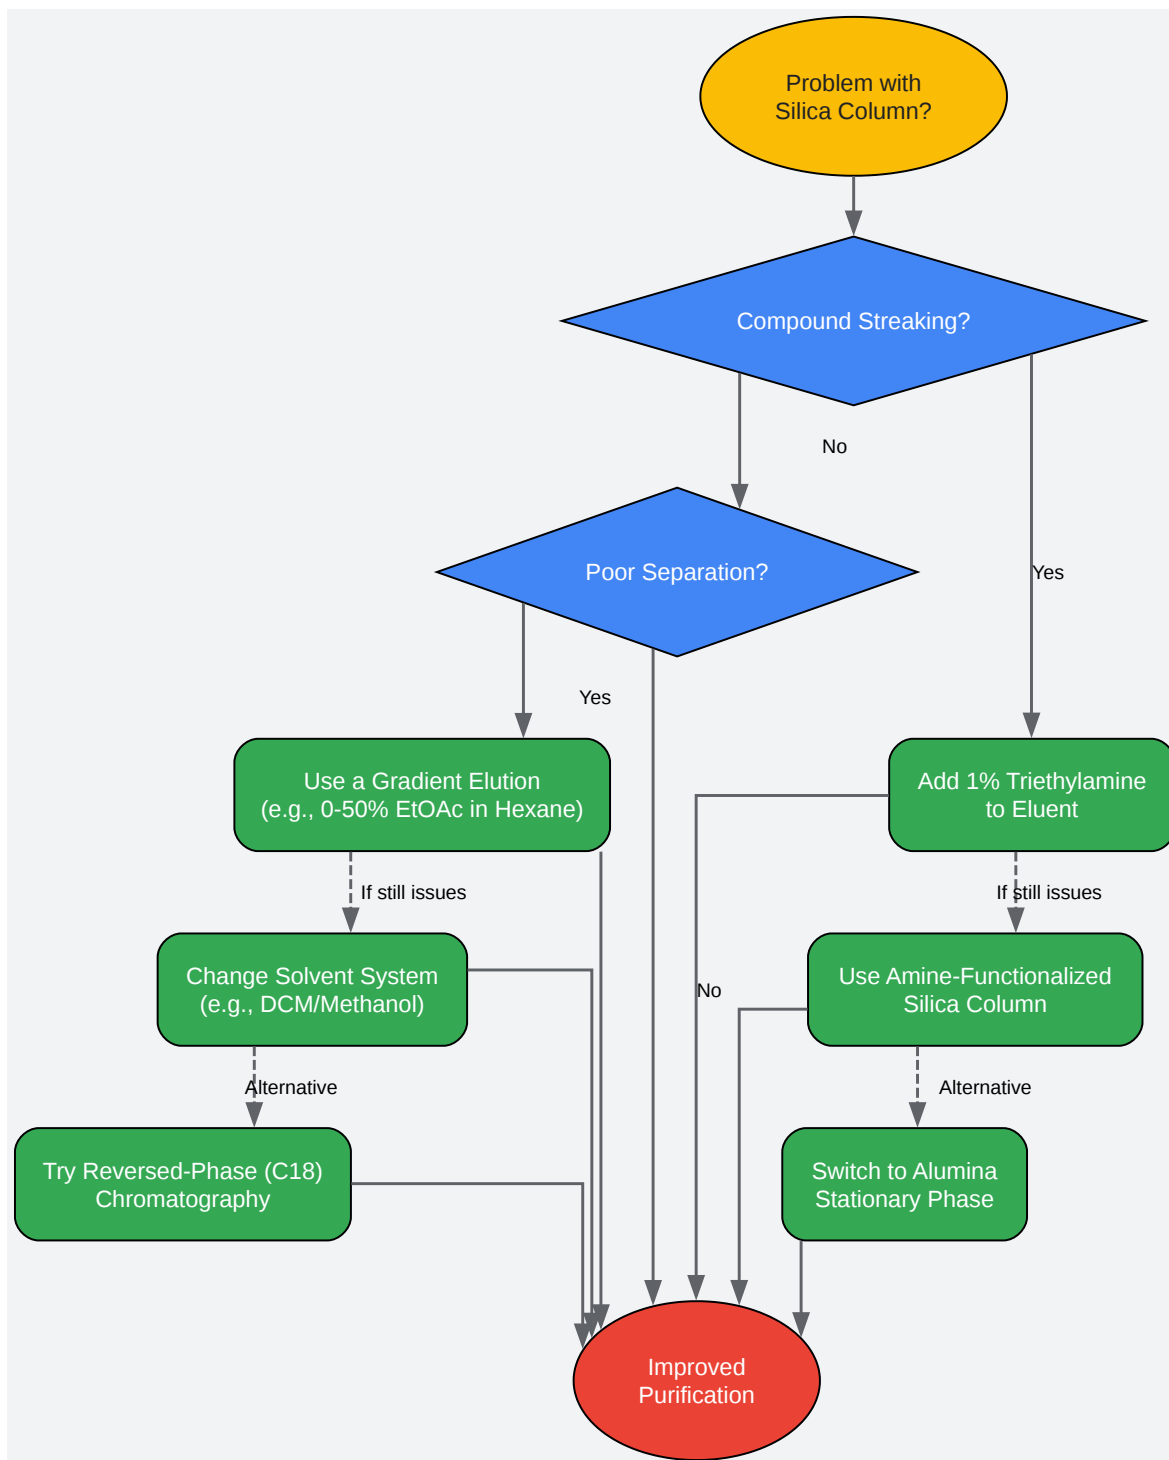 Problem with
Silica Column?
Compound Streaking?
No
Poor Separation?
Yes
Yes
Use a Gradient Elution
(e.g., 0-50% EtOAc in Hexane)
Add 1% Triethylamine
to Eluent
If still issues
If still issues
Change Solvent System
(e.g., DCM/Methanol)
No
Use Amine-Functionalized
Silica Column
Alternative
Alternative
Try Reversed-Phase (C18)
Chromatography
Switch to Alumina
Stationary Phase
Improved
Purification